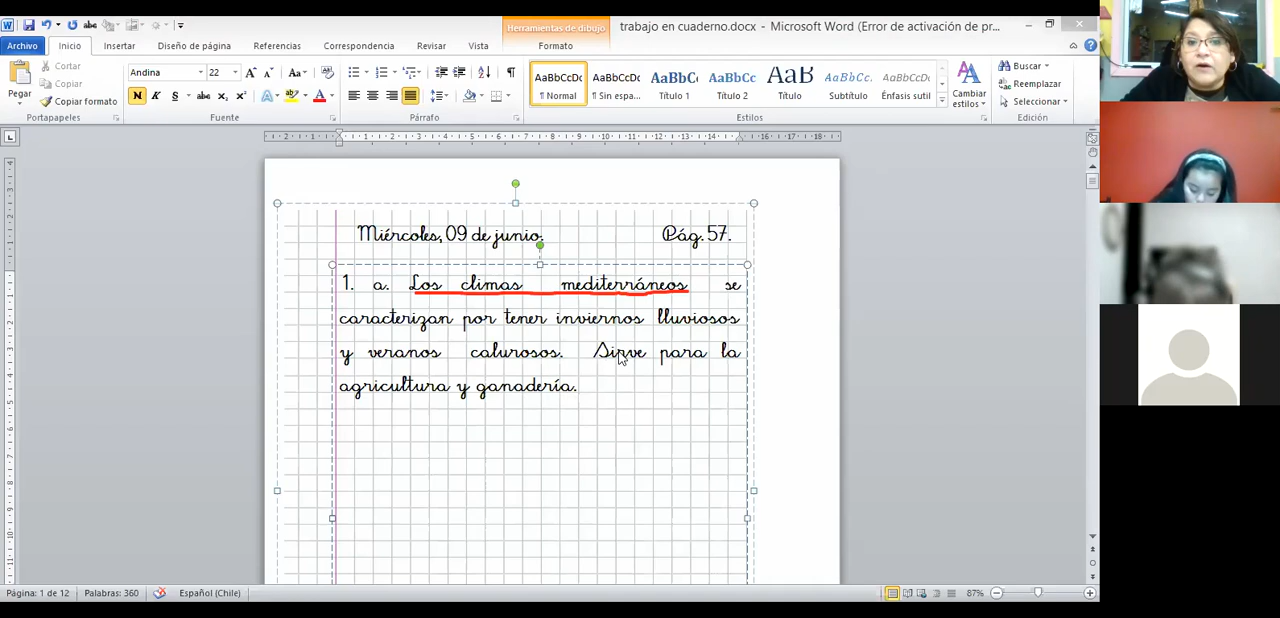 trabajo en cuaderno.docx - Microsoft Word (Error de activación de pr...
Herramientas de dibujo
Archivo Inicio Insertar Diseño de página Referencias Correspondencia Revisar Vista Formato
Cortar
Copiar
Copiar formato
Pegar
Portapapeles
Andina 22
Fuente
Párrafo
AaBbCcDc AaBbCcDc AaBbC AaBbCc AaB AaBbCc. AaBbCcDc
¶ Normal ¶ Sin espa... Título 1 Título 2 Título Subtítulo Énfasis sutil
Cambiar estilos
Estilos
Buscar
Reemplazar
Seleccionar
Edición
Miércoles, 09 de junio. Pág. 57.
1. a. Los climas mediterráneos se
caracterizan por tener inviernos lluviosos
y veranos calurosos. Sirve para la
agricultura y ganadería.
Página: 1 de 12 Palabras: 360 Español (Chile) 87%